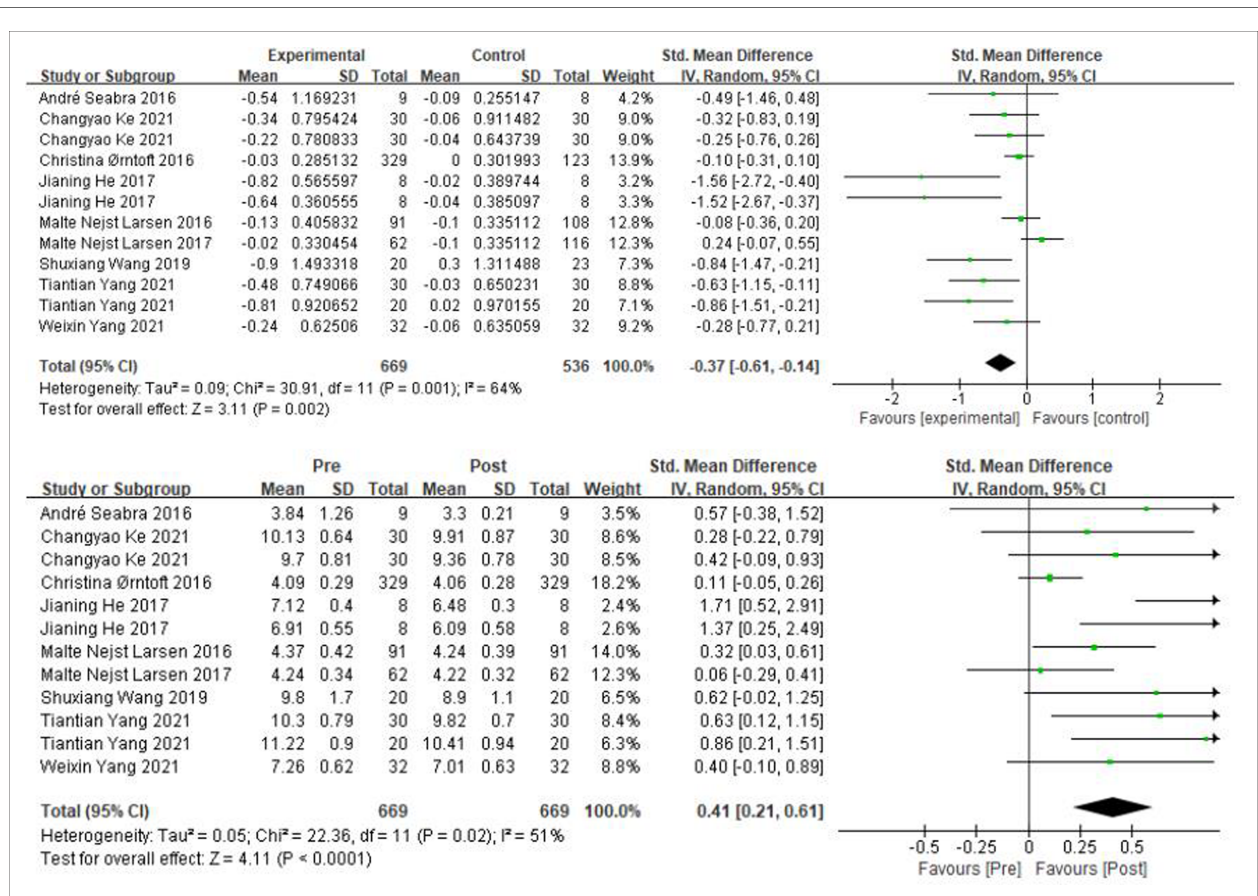 Experimental Control Std. Mean Difference Std. Mean Difference
Study or Subgroup Mean SD Total Mean SD Total Weight IV, Random, 95% CI IV, Random, 95% CI
André Seabra 2016 -0.54 1.169231 9 -0.09 0.255147 8 4.2% -0.49 [-1.46, 0.48]
Changyao Ke 2021 -0.34 0.795424 30 -0.06 0.911482 30 9.0% -0.32 [-0.83, 0.19]
Changyao Ke 2021 -0.22 0.780833 30 -0.04 0.643739 30 9.0% -0.25 [-0.76, 0.26]
Christina Ørntoft 2016 -0.03 0.285132 329 0 0.301993 123 13.9% -0.10 [-0.31, 0.10]
Jianing He 2017 -0.82 0.565597 8 -0.02 0.389744 8 3.2% -1.56 [-2.72, -0.40]
Jianing He 2017 -0.64 0.360555 8 -0.04 0.385097 8 3.3% -1.52 [-2.67, -0.37]
Malte Nejst Larsen 2016 -0.13 0.405832 91 -0.1 0.335112 108 12.8% -0.08 [-0.36, 0.20]
Malte Nejst Larsen 2017 -0.02 0.330454 62 -0.1 0.335112 116 12.3% 0.24 [-0.07, 0.55]
Shuxiang Wang 2019 -0.9 1.493318 20 0.3 1.311488 23 7.3% -0.84 [-1.47, -0.21]
Tiantian Yang 2021 -0.48 0.749066 30 -0.03 0.650231 30 8.8% -0.63 [-1.15, -0.11]
Tiantian Yang 2021 -0.81 0.920652 20 0.02 0.970155 20 7.1% -0.86 [-1.51, -0.21]
Weixin Yang 2021 -0.24 0.62506 32 -0.06 0.635059 32 9.2% -0.28 [-0.77, 0.21]
Total (95% CI) 669 536 100.0% -0.37 [-0.61, -0.14]
Heterogeneity: Tau² = 0.09; Chi² = 30.91, df = 11 (P = 0.001); I² = 64%
Test for overall effect: Z = 3.11 (P = 0.002)
-2 -1 0 1 2
Favours [experimental] Favours [control]
Pre Post Std. Mean Difference Std. Mean Difference
Study or Subgroup Mean SD Total Mean SD Total Weight IV, Random, 95% CI IV, Random, 95% CI
André Seabra 2016 3.84 1.26 9 3.3 0.21 9 3.5% 0.57 [-0.38, 1.52]
Changyao Ke 2021 10.13 0.64 30 9.91 0.87 30 8.6% 0.28 [-0.22, 0.79]
Changyao Ke 2021 9.7 0.81 30 9.36 0.78 30 8.5% 0.42 [-0.09, 0.93]
Christina Ørntoft 2016 4.09 0.29 329 4.06 0.28 329 18.2% 0.11 [-0.05, 0.26]
Jianing He 2017 7.12 0.4 8 6.48 0.3 8 2.4% 1.71 [0.52, 2.91]
Jianing He 2017 6.91 0.55 8 6.09 0.58 8 2.6% 1.37 [0.25, 2.49]
Malte Nejst Larsen 2016 4.37 0.42 91 4.24 0.39 91 14.0% 0.32 [0.03, 0.61]
Malte Nejst Larsen 2017 4.24 0.34 62 4.22 0.32 62 12.3% 0.06 [-0.29, 0.41]
Shuxiang Wang 2019 9.8 1.7 20 8.9 1.1 20 6.5% 0.62 [-0.02, 1.25]
Tiantian Yang 2021 10.3 0.79 30 9.82 0.7 30 8.4% 0.63 [0.12, 1.15]
Tiantian Yang 2021 11.22 0.9 20 10.41 0.94 20 6.3% 0.86 [0.21, 1.51]
Weixin Yang 2021 7.26 0.62 32 7.01 0.63 32 8.8% 0.40 [-0.10, 0.89]
Total (95% CI) 669 669 100.0% 0.41 [0.21, 0.61]
Heterogeneity: Tau² = 0.05; Chi² = 22.36, df = 11 (P = 0.02); I² = 51%
Test for overall effect: Z = 4.11 (P < 0.0001)
-0.5 -0.25 0 0.25 0.5
Favours [Pre] Favours [Post]